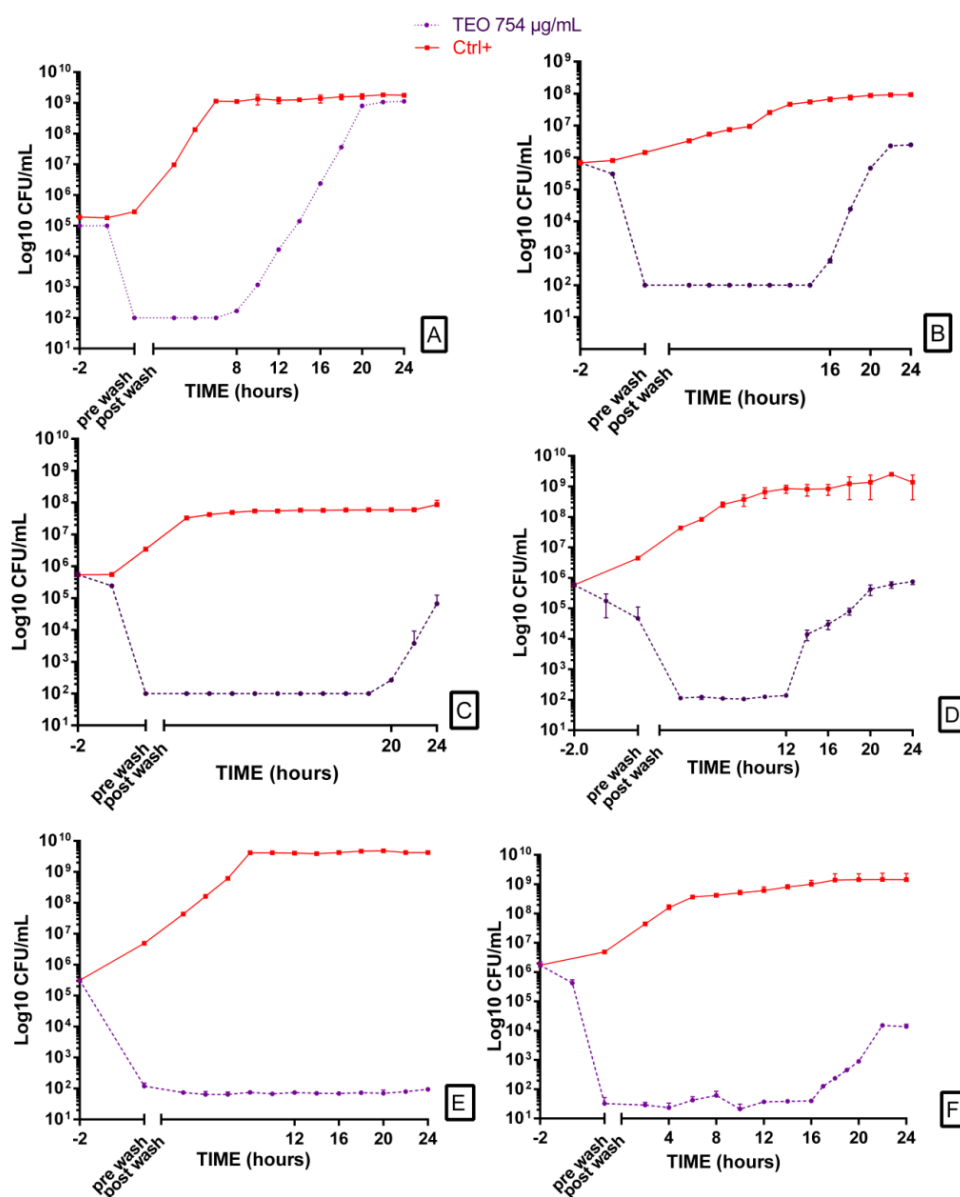 TEO 754 µg/mL
Ctrl+
Log10 CFU/mL
10^10
10^9
10^8
10^7
10^6
10^5
10^4
10^3
10^2
10^1
-2
pre wash
post wash
8 12 16 20 24
TIME (hours)
A
Log10 CFU/mL
10^9
10^8
10^7
10^6
10^5
10^4
10^3
10^2
10^1
-2
pre wash
post wash
16 20 24
TIME (hours)
B
Log10 CFU/mL
10^10
10^9
10^8
10^7
10^6
10^5
10^4
10^3
10^2
10^1
-2
pre wash
post wash
20 24
TIME (hours)
C
Log10 CFU/mL
10^10
10^9
10^8
10^7
10^6
10^5
10^4
10^3
10^2
10^1
-2.0
pre wash
post wash
12 16 20 24
TIME (hours)
D
Log10 CFU/mL
10^10
10^9
10^8
10^7
10^6
10^5
10^4
10^3
10^2
10^1
-2
pre wash
post wash
12 16 20 24
TIME (hours)
E
Log10 CFU/mL
10^10
10^9
10^8
10^7
10^6
10^5
10^4
10^3
10^2
10^1
-2
pre wash
post wash
4 8 12 16 20 24
TIME (hours)
F